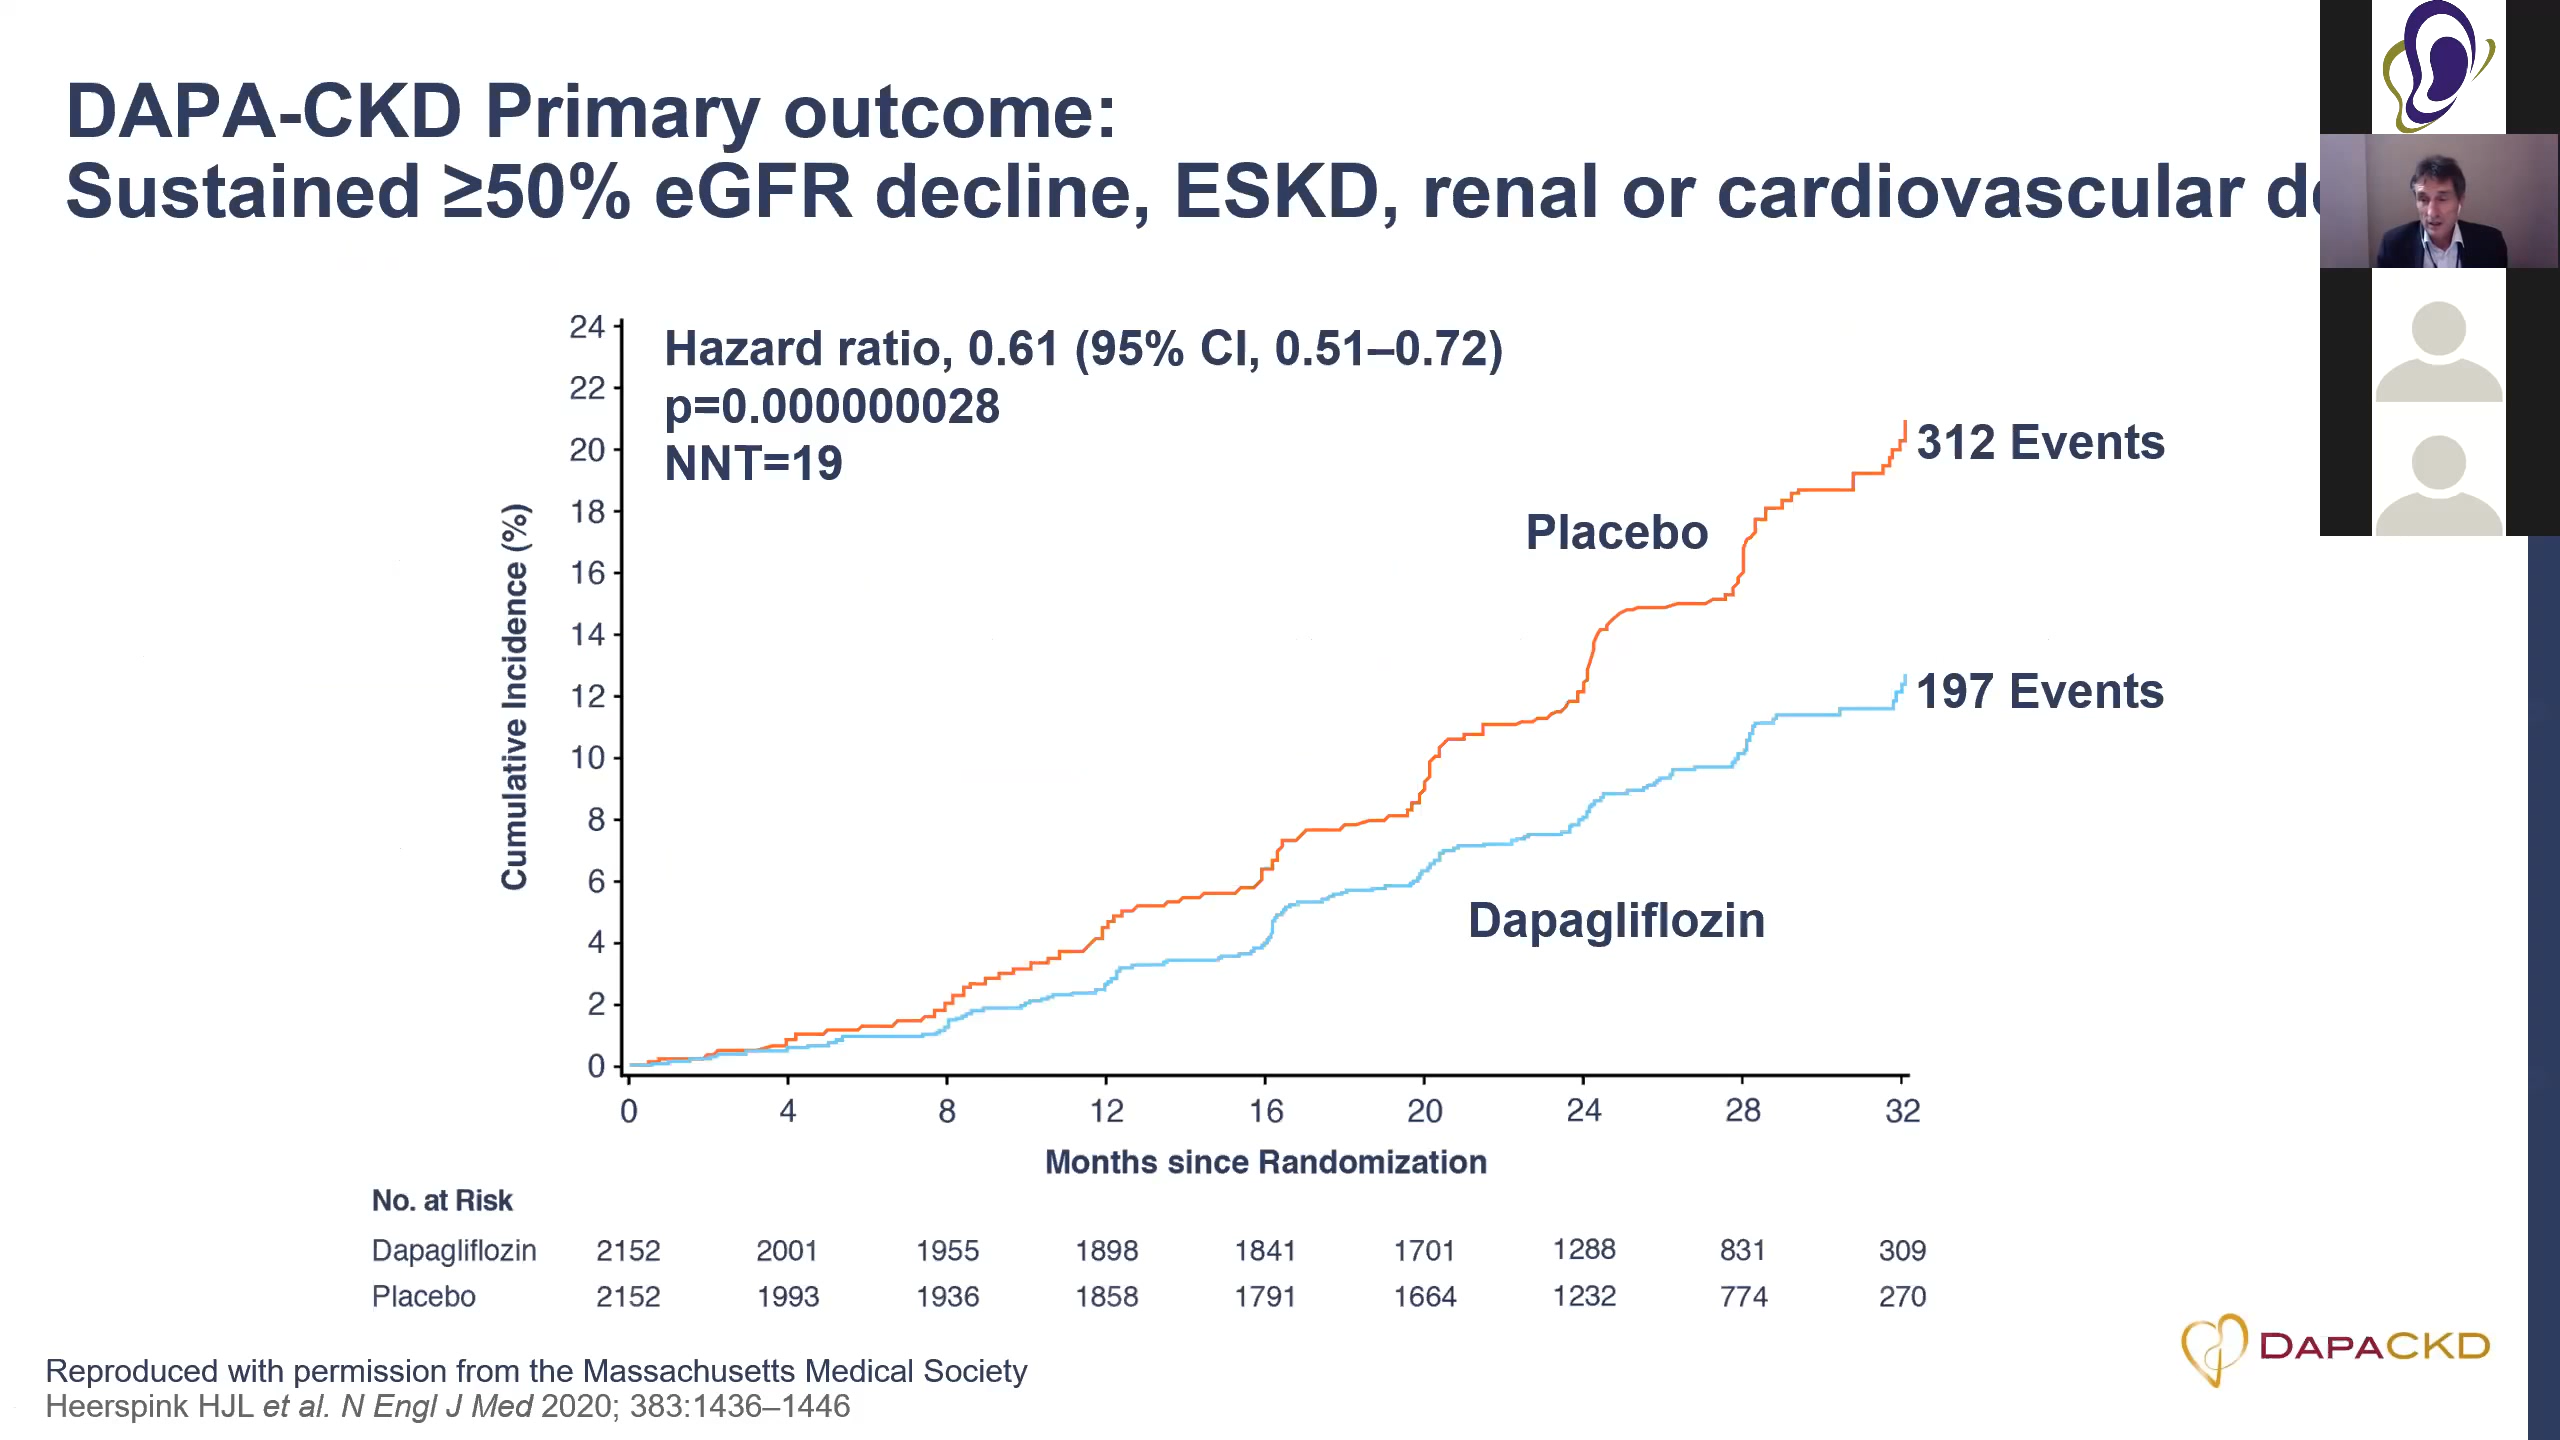 DAPA-CKD Primary outcome:
Sustained ≥50% eGFR decline, ESKD, renal or cardiovascular
Hazard ratio, 0.61 (95% CI, 0.51–0.72)
p=0.000000028
NNT=19
24
22
20
18
16
14
12
10
8
6
4
2
0
Cumulative Incidence (%)
312 Events
Placebo
197 Events
Dapagliflozin
0 4 8 12 16 20 24 28 32
Months since Randomization
No. at Risk
Dapagliflozin 2152 2001 1955 1898 1841 1701 1288 831 309
Placebo 2152 1993 1936 1858 1791 1664 1232 774 270
DAPACKD
Reproduced with permission from the Massachusetts Medical Society
Heerspink HJL et al. N Engl J Med 2020; 383:1436–1446